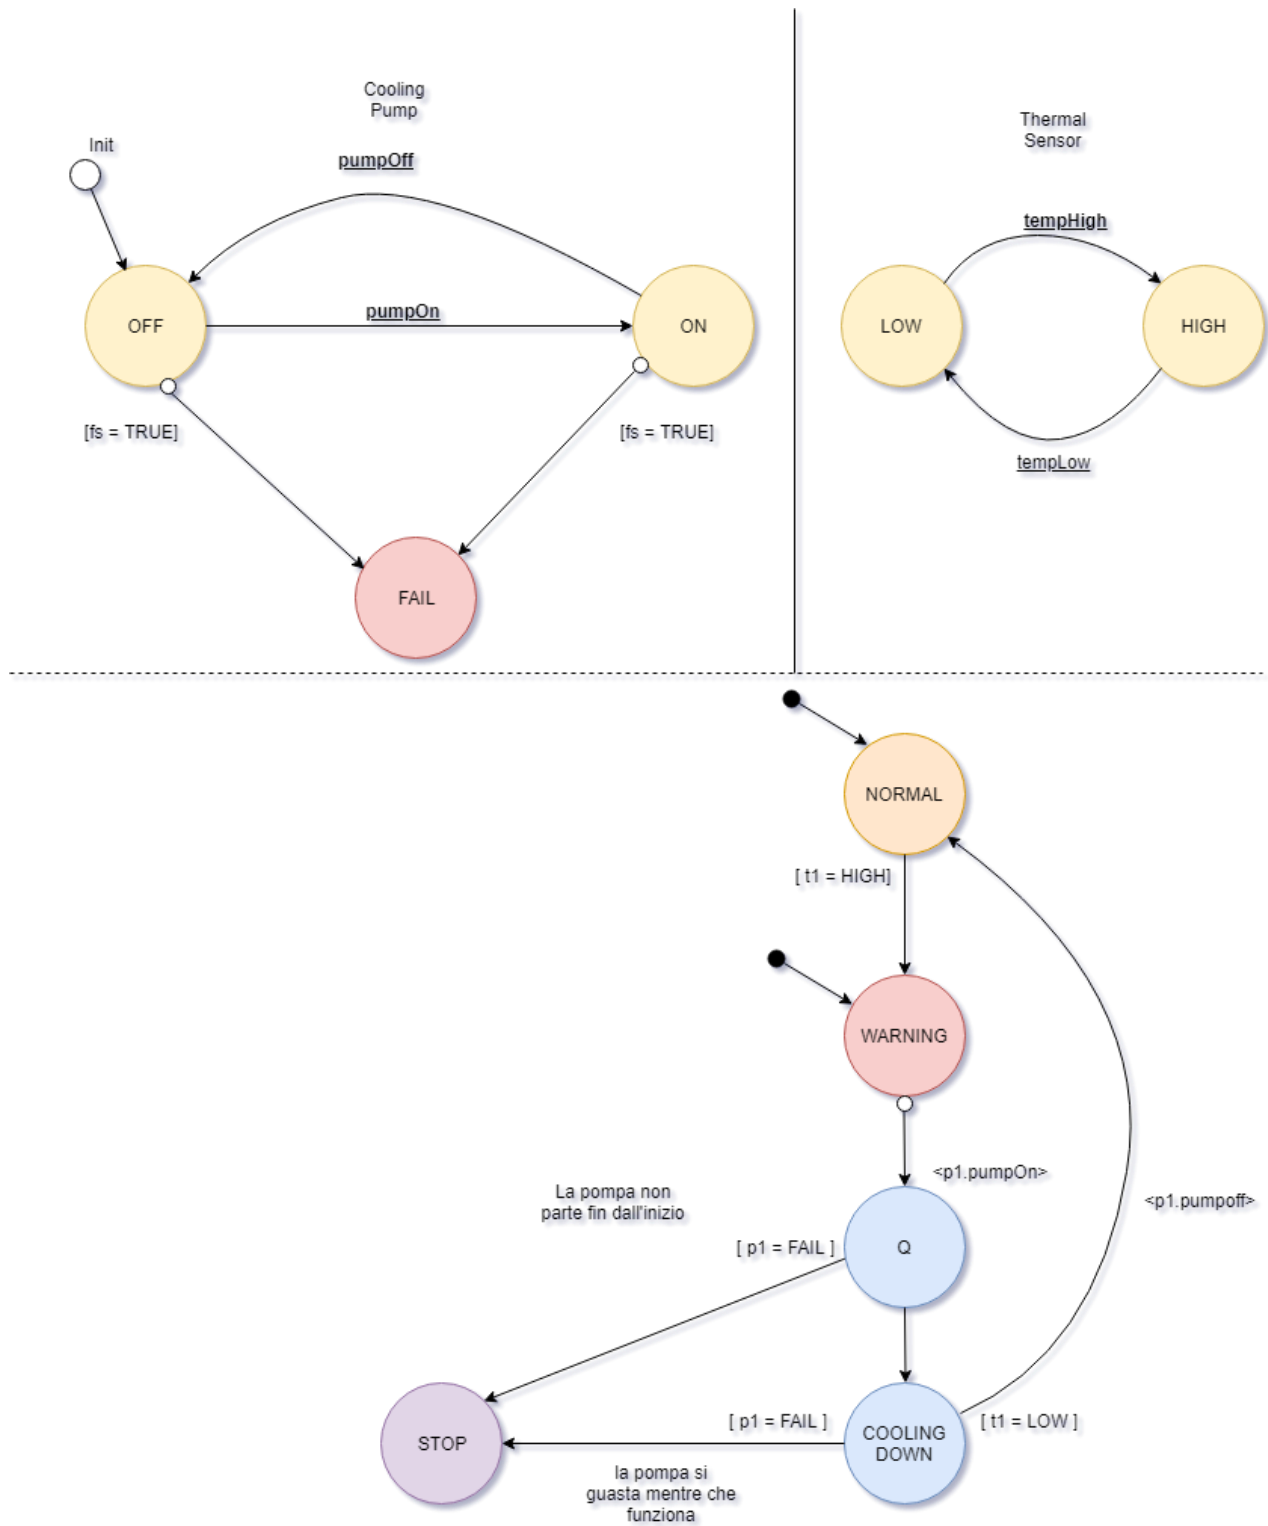 Cooling
Pump
Init
pumpOff
OFF
pumpOn
ON
[fs = TRUE]
[fs = TRUE]
FAIL
Thermal
Sensor
tempHigh
LOW
HIGH
tempLow
NORMAL
[ t1 = HIGH]
WARNING
<p1.pumpOn>
<p1.pumpoff>
La pompa non
parte fin dall'inizio
[ p1 = FAIL ]
Q
STOP
[ p1 = FAIL ]
COOLING
DOWN
[ t1 = LOW ]
la pompa si
guasta mentre che
funziona